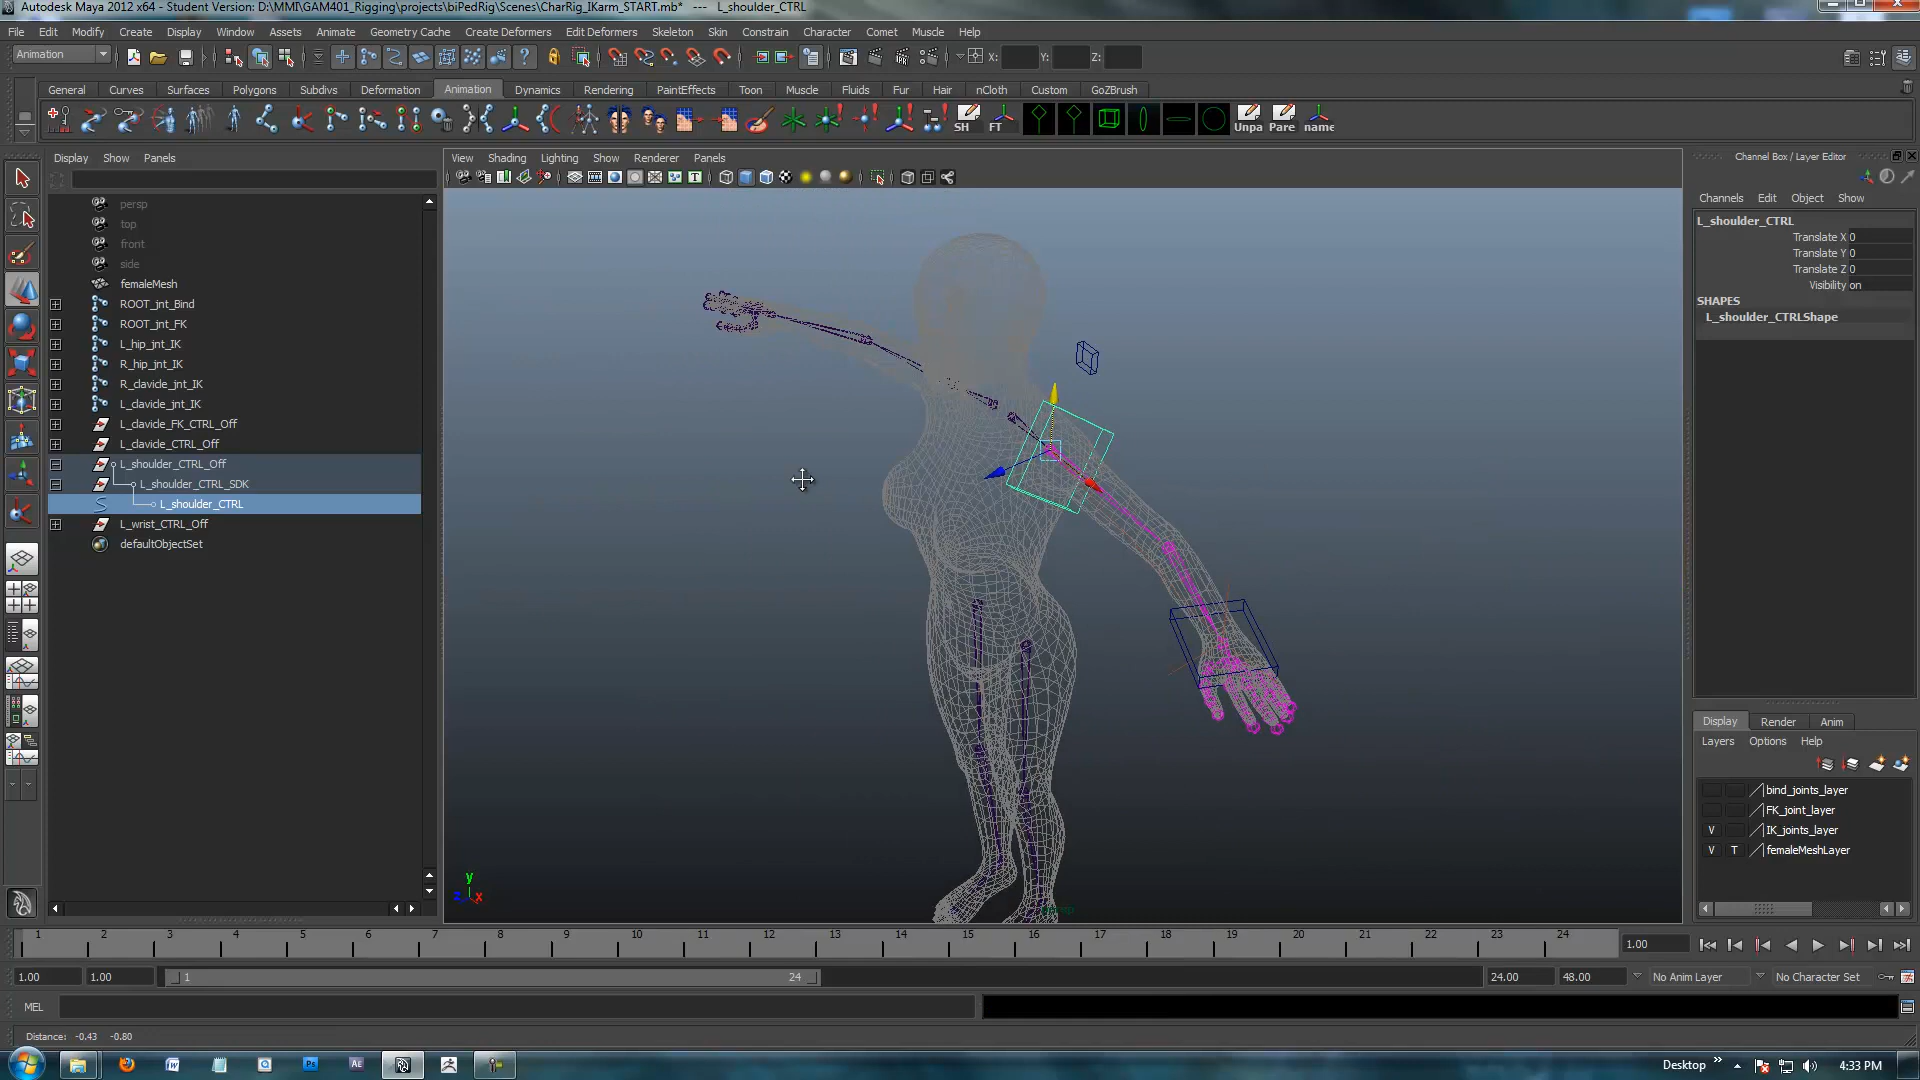 Autodesk Maya 2012 x64 - Student Version: D:\MMI\GAM401_Rigging\projects\biPedRig\Scenes\CharRig_IKarm_START.mb* --- L_shoulder_CTRL
File Edit Modify Create Display Window Assets Animate Geometry Cache Create Deformers Edit Deformers Skeleton Skin Constrain Character Comet Muscle Help
Animation X: Y: Z:
General Curves Surfaces Polygons Subdivs Deformation Animation Dynamics Rendering PaintEffects Toon Muscle Fluids Fur Hair nCloth Custom GoZBrush
SH FT Unpa Pare name
Display Show Panels
View Shading Lighting Show Renderer Panels
Channel Box / Layer Editor
Channels Edit Object Show
persp
top
front
side
femaleMesh
ROOT_jnt_Bind
ROOT_jnt_FK
L_hip_jnt_IK
R_hip_jnt_IK
R_clavicle_jnt_IK
L_clavicle_jnt_IK
L_clavicle_FK_CTRL_Off
L_clavicle_CTRL_Off
L_shoulder_CTRL_Off
L_shoulder_CTRL_SDK
L_shoulder_CTRL
L_wrist_CTRL_Off
defaultObjectSet
L_shoulder_CTRL
Translate X 0
Translate Y 0
Translate Z 0
Visibility on
SHAPES
L_shoulder_CTRLShape
y
z x
persp
Display Render Anim
Layers Options Help
bind_joints_layer
FK_joint_layer
V IK_joints_layer
V T femaleMeshLayer
1 2 3 4 5 6 7 8 9 10 11 12 13 14 15 16 17 18 19 20 21 22 23 24 1.00
1.00 1.00 1 24 24.00 48.00 No Anim Layer No Character Set
MEL
Distance: -0.43 -0.80
Ps Ae Desktop 4:33 PM